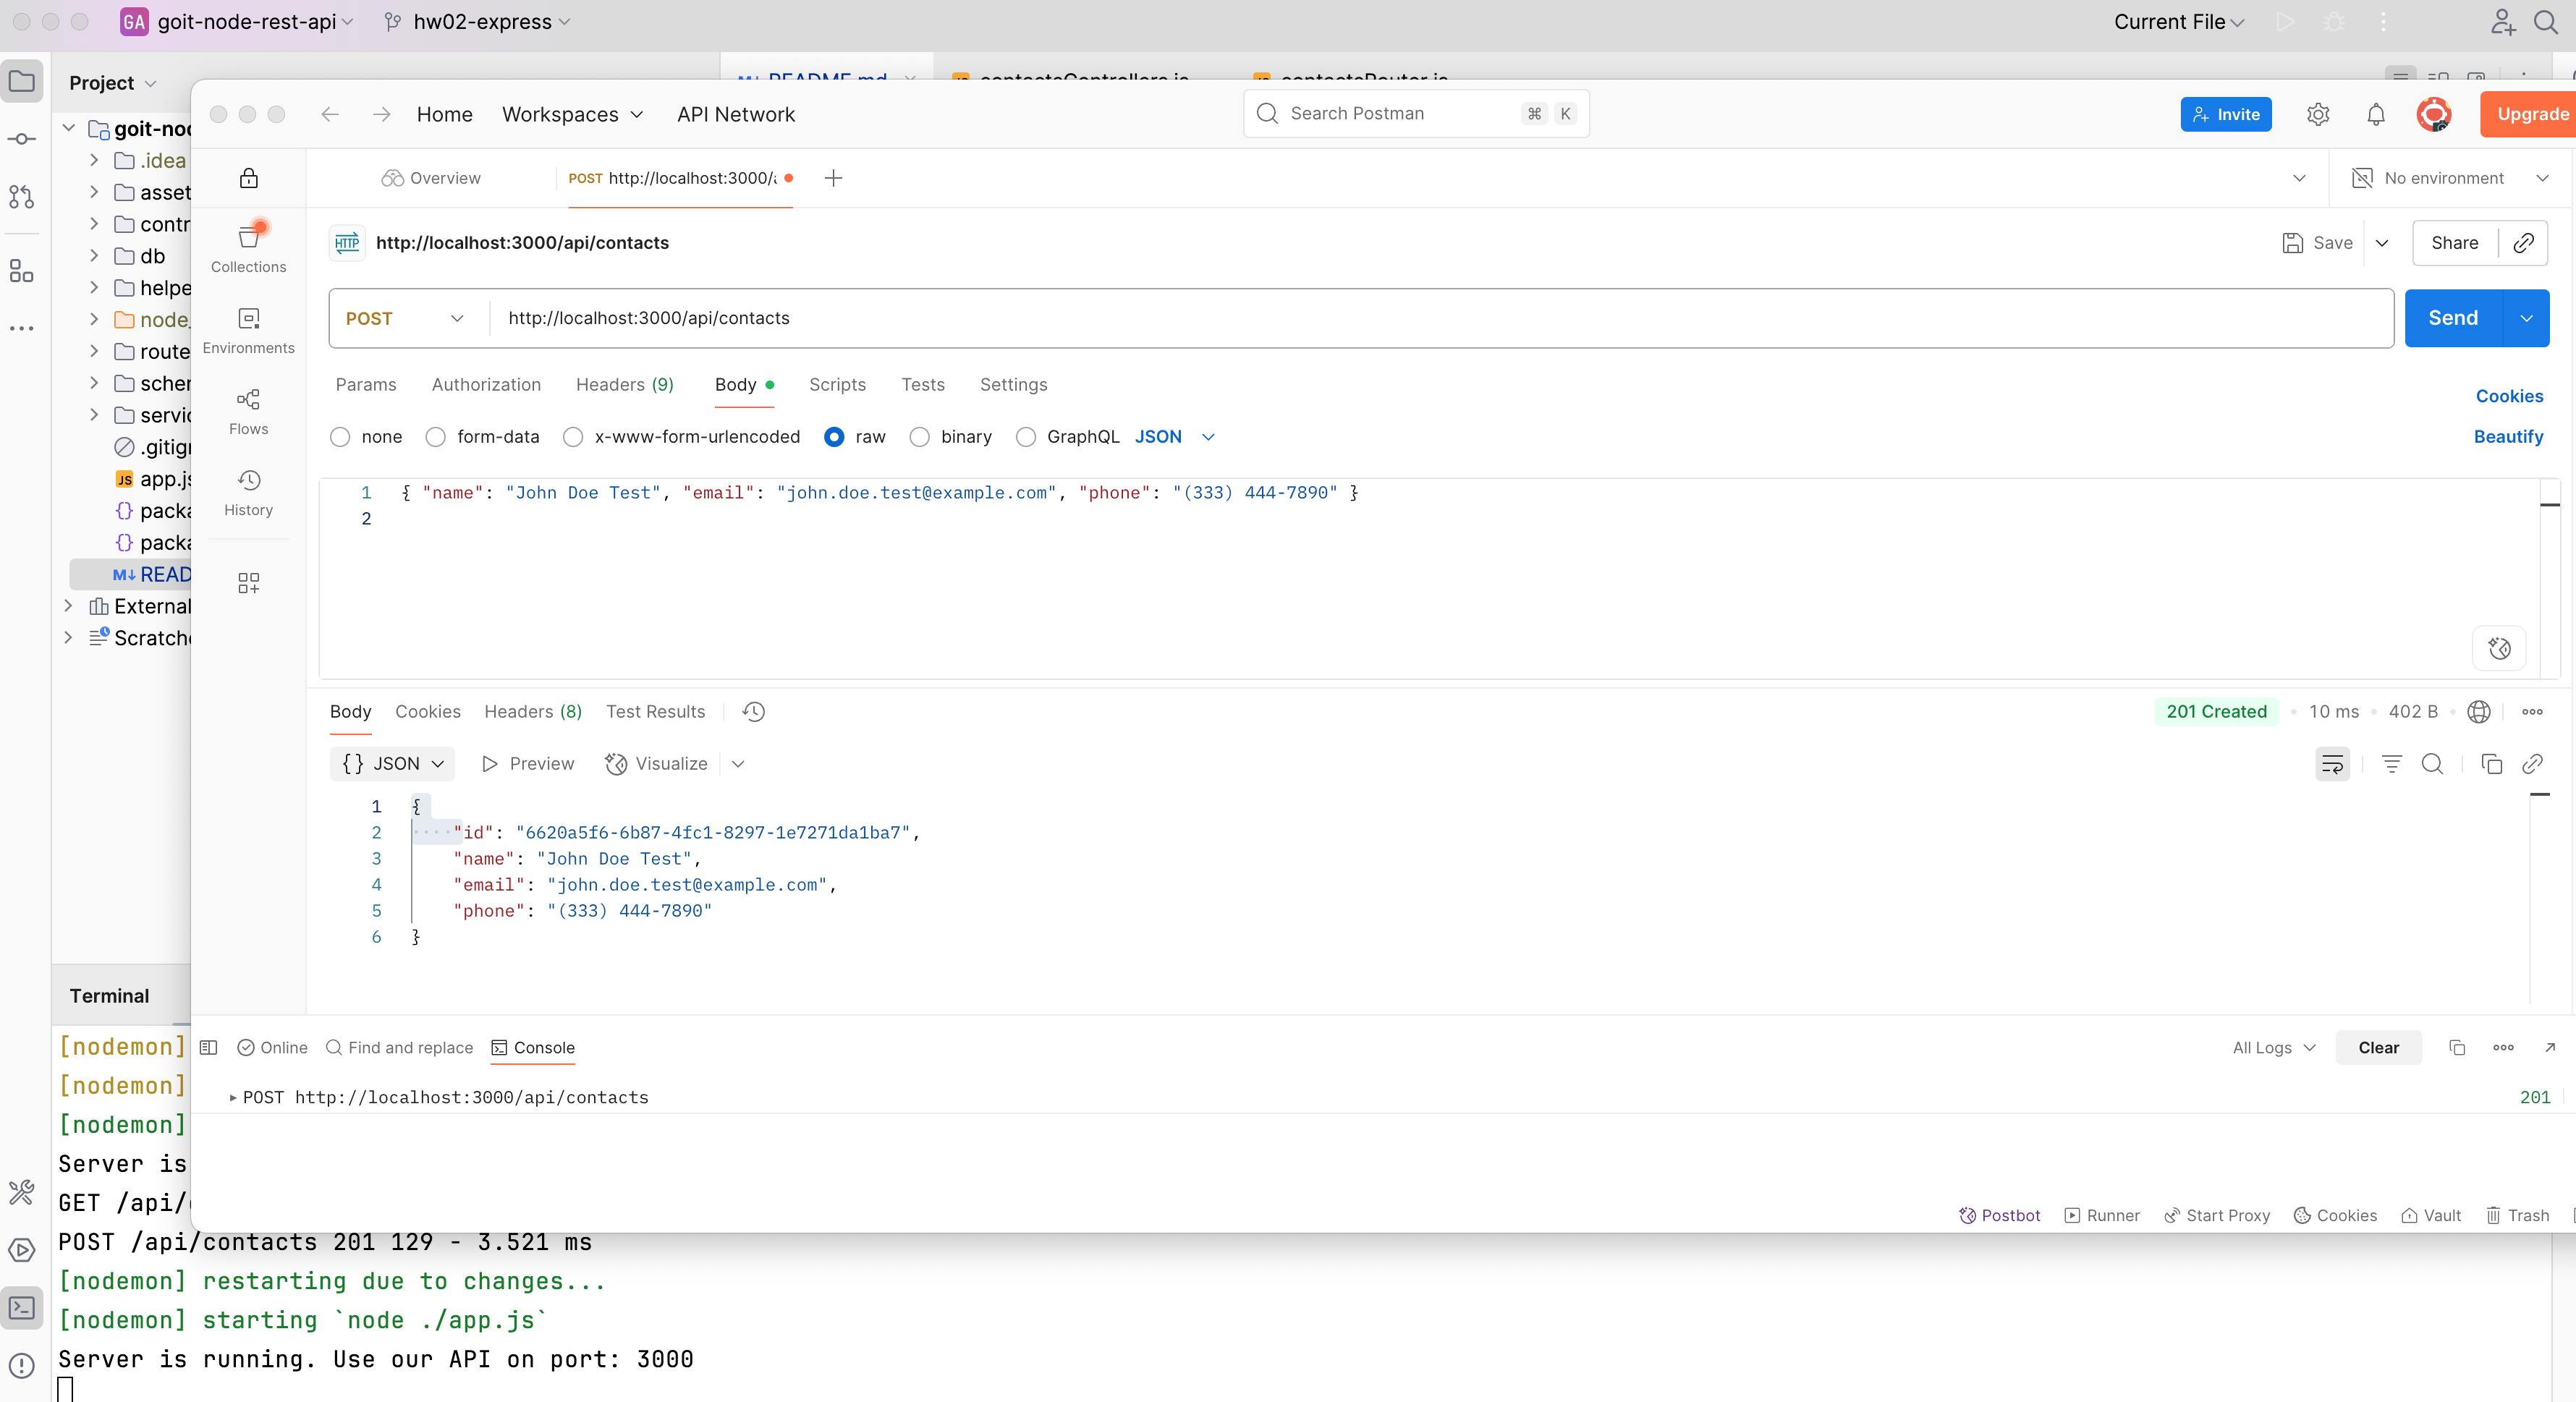 GA goit-node-rest-api hw02-express Current File
Project
goit-noc
.idea
asset
contr
db
helpe
node_
route
scher
servic
.gitigr
JS app.js
packa
packa
M↓ READ
External
Scratche
Home Workspaces API Network Search Postman ⌘ K Invite Upgrade
Overview POST http://localhost:3000/a No environment
Collections
Environments
Flows
History
HTTP http://localhost:3000/api/contacts Save Share
POST http://localhost:3000/api/contacts Send
Params Authorization Headers (9) Body Scripts Tests Settings Cookies
none form-data x-www-form-urlencoded raw binary GraphQL JSON Beautify
1 { "name": "John Doe Test", "email": "john.doe.test@example.com", "phone": "(333) 444-7890" }
2
Body Cookies Headers (8) Test Results 201 Created 10 ms 402 B
{} JSON Preview Visualize
1 {
2 "id": "6620a5f6-6b87-4fc1-8297-1e7271da1ba7",
3 "name": "John Doe Test",
4 "email": "john.doe.test@example.com",
5 "phone": "(333) 444-7890"
6 }
Online Find and replace Console All Logs Clear
POST http://localhost:3000/api/contacts 201
Postbot Runner Start Proxy Cookies Vault Trash
Terminal
[nodemon]
[nodemon]
[nodemon]
Server is
GET /api/
POST /api/contacts 201 129 - 3.521 ms
[nodemon] restarting due to changes...
[nodemon] starting `node ./app.js`
Server is running. Use our API on port: 3000